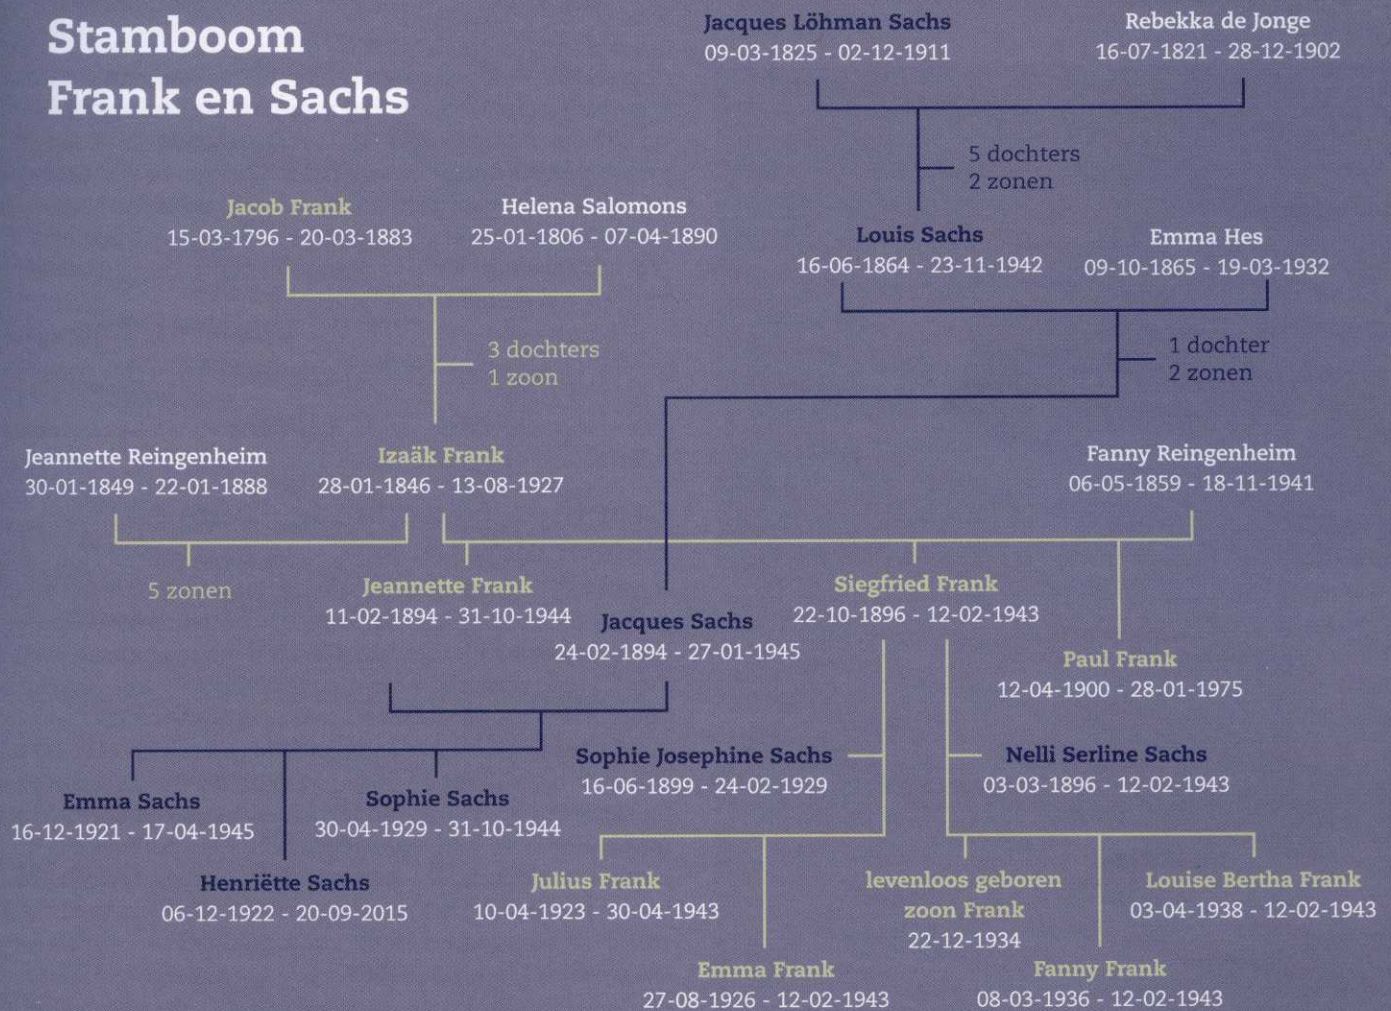 Stamboom
Frank en Sachs
Jacques Löhman Sachs
09-03-1825 - 02-12-1911
Rebekka de Jonge
16-07-1821 - 28-12-1902
5 dochters
2 zonen
Jacob Frank
15-03-1796 - 20-03-1883
Helena Salomons
25-01-1806 - 07-04-1890
Louis Sachs
16-06-1864 - 23-11-1942
Emma Hes
09-10-1865 - 19-03-1932
3 dochters
1 zoon
1 dochter
2 zonen
Jeannette Reingenheim
30-01-1849 - 22-01-1888
Izaäk Frank
28-01-1846 - 13-08-1927
Fanny Reingenheim
06-05-1859 - 18-11-1941
5 zonen
Jeannette Frank
11-02-1894 - 31-10-1944
Jacques Sachs
24-02-1894 - 27-01-1945
Siegfried Frank
22-10-1896 - 12-02-1943
Paul Frank
12-04-1900 - 28-01-1975
Sophie Josephine Sachs
16-06-1899 - 24-02-1929
Nelli Serline Sachs
03-03-1896 - 12-02-1943
Emma Sachs
16-12-1921 - 17-04-1945
Sophie Sachs
30-04-1929 - 31-10-1944
Henriëtte Sachs
06-12-1922 - 20-09-2015
Julius Frank
10-04-1923 - 30-04-1943
levenloos geboren
zoon Frank
22-12-1934
Louise Bertha Frank
03-04-1938 - 12-02-1943
Emma Frank
27-08-1926 - 12-02-1943
Fanny Frank
08-03-1936 - 12-02-1943